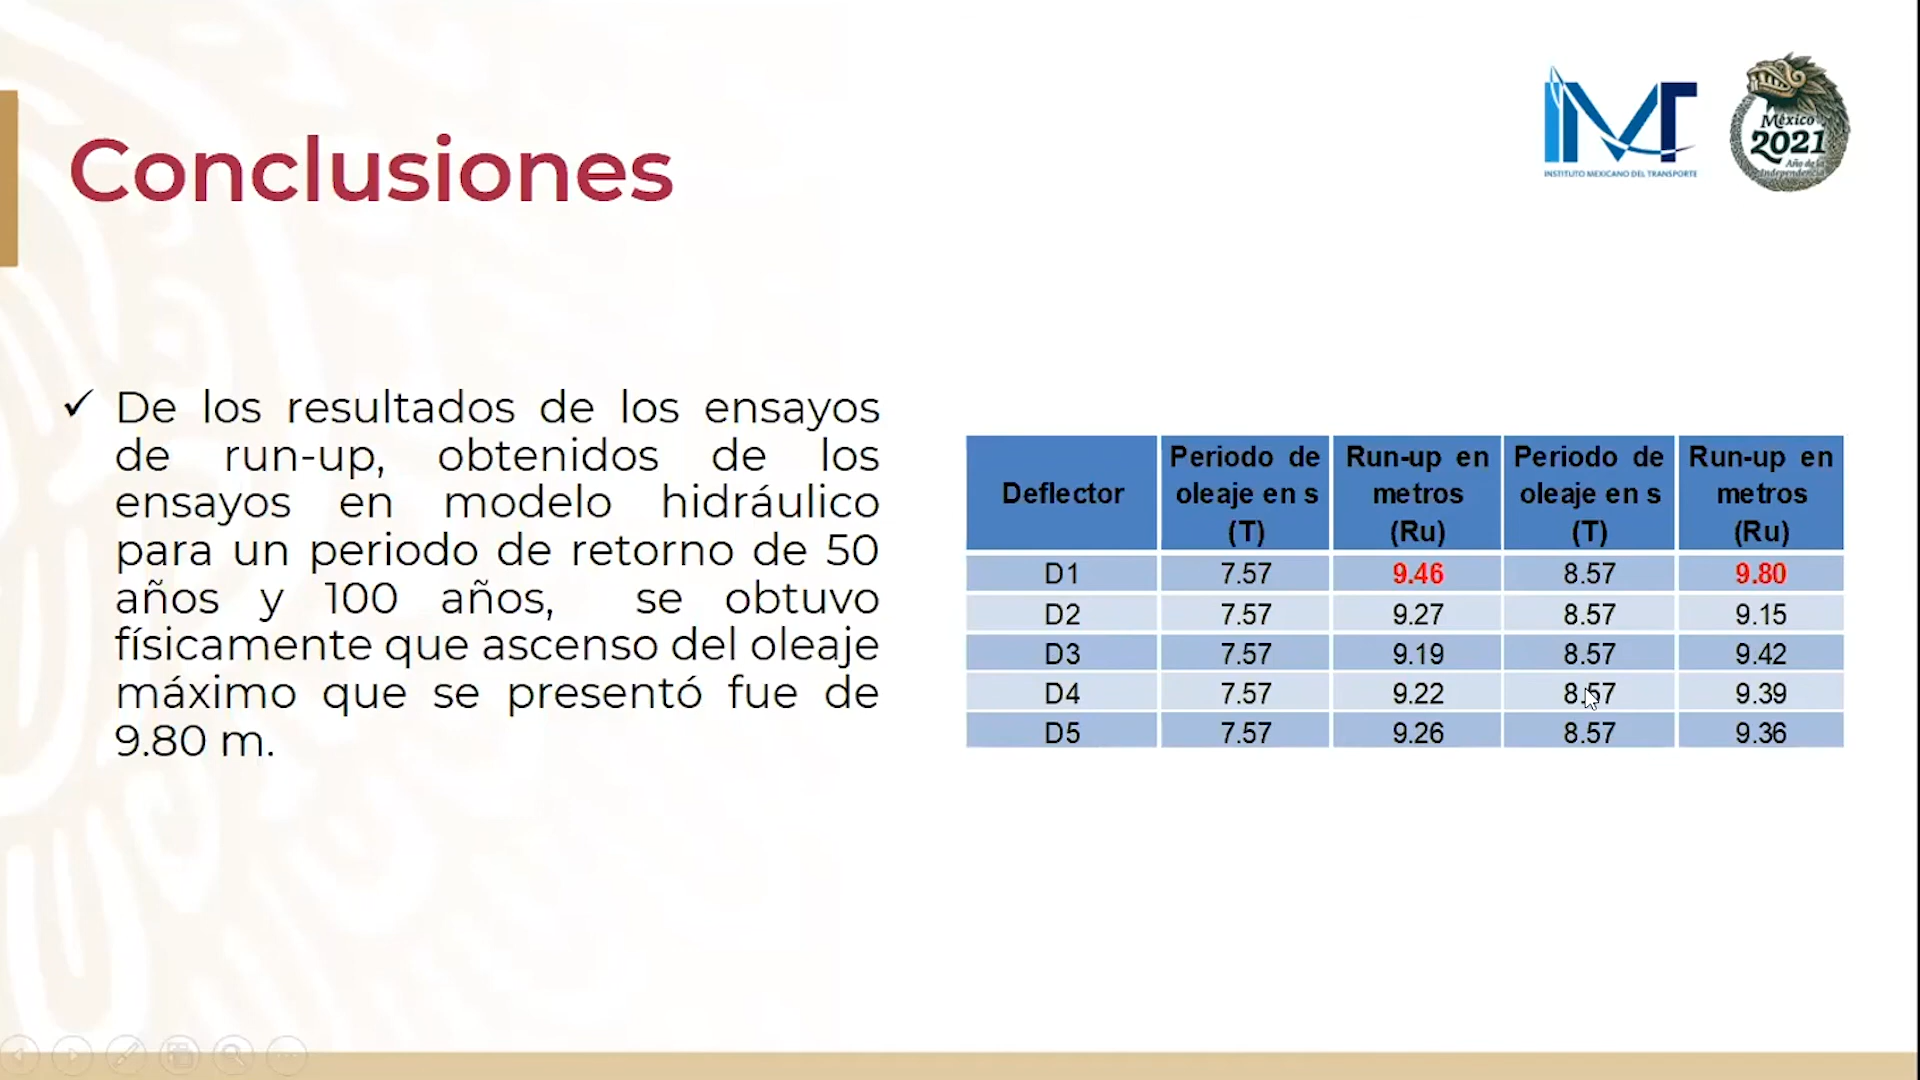 INSTITUTO MEXICANO DEL TRANSPORTE
México
2021
Año de la
Independencia
Conclusiones
✓ De los resultados de los ensayos
de run-up, obtenidos de los
ensayos en modelo hidráulico
para un periodo de retorno de 50
años y 100 años, se obtuvo
físicamente que ascenso del oleaje
máximo que se presentó fue de
9.80 m.
Deflector | Periodo de oleaje en s (T) | Run-up en metros (Ru) | Periodo de oleaje en s (T) | Run-up en metros (Ru)
D1 7.57 9.46 8.57 9.80
D2 7.57 9.27 8.57 9.15
D3 7.57 9.19 8.57 9.42
D4 7.57 9.22 8.57 9.39
D5 7.57 9.26 8.57 9.36